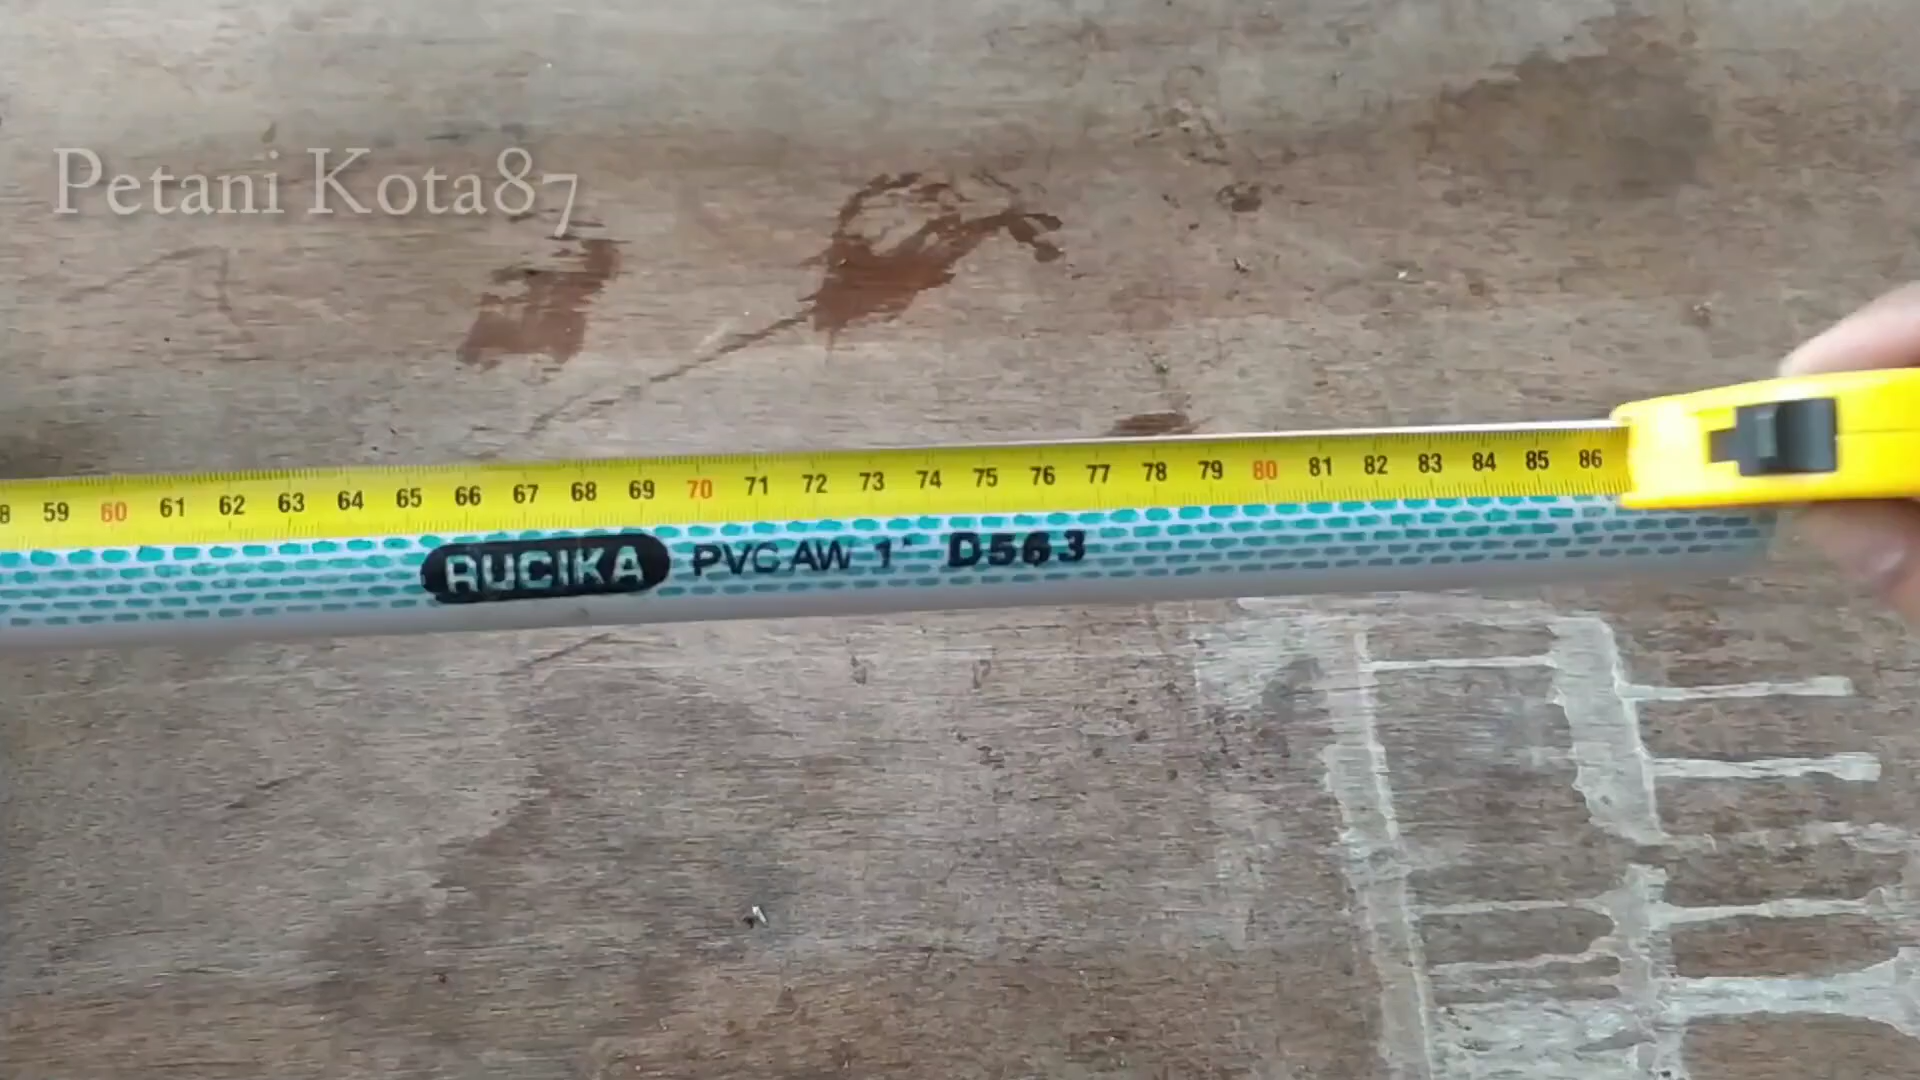 Petani Kota87
59 60 61 62 63 64 65 66 67 68 69 70 71 72 73 74 75 76 77 78 79 80 81 82 83 84 85 86
RUCIKA PVC AW 1" D563